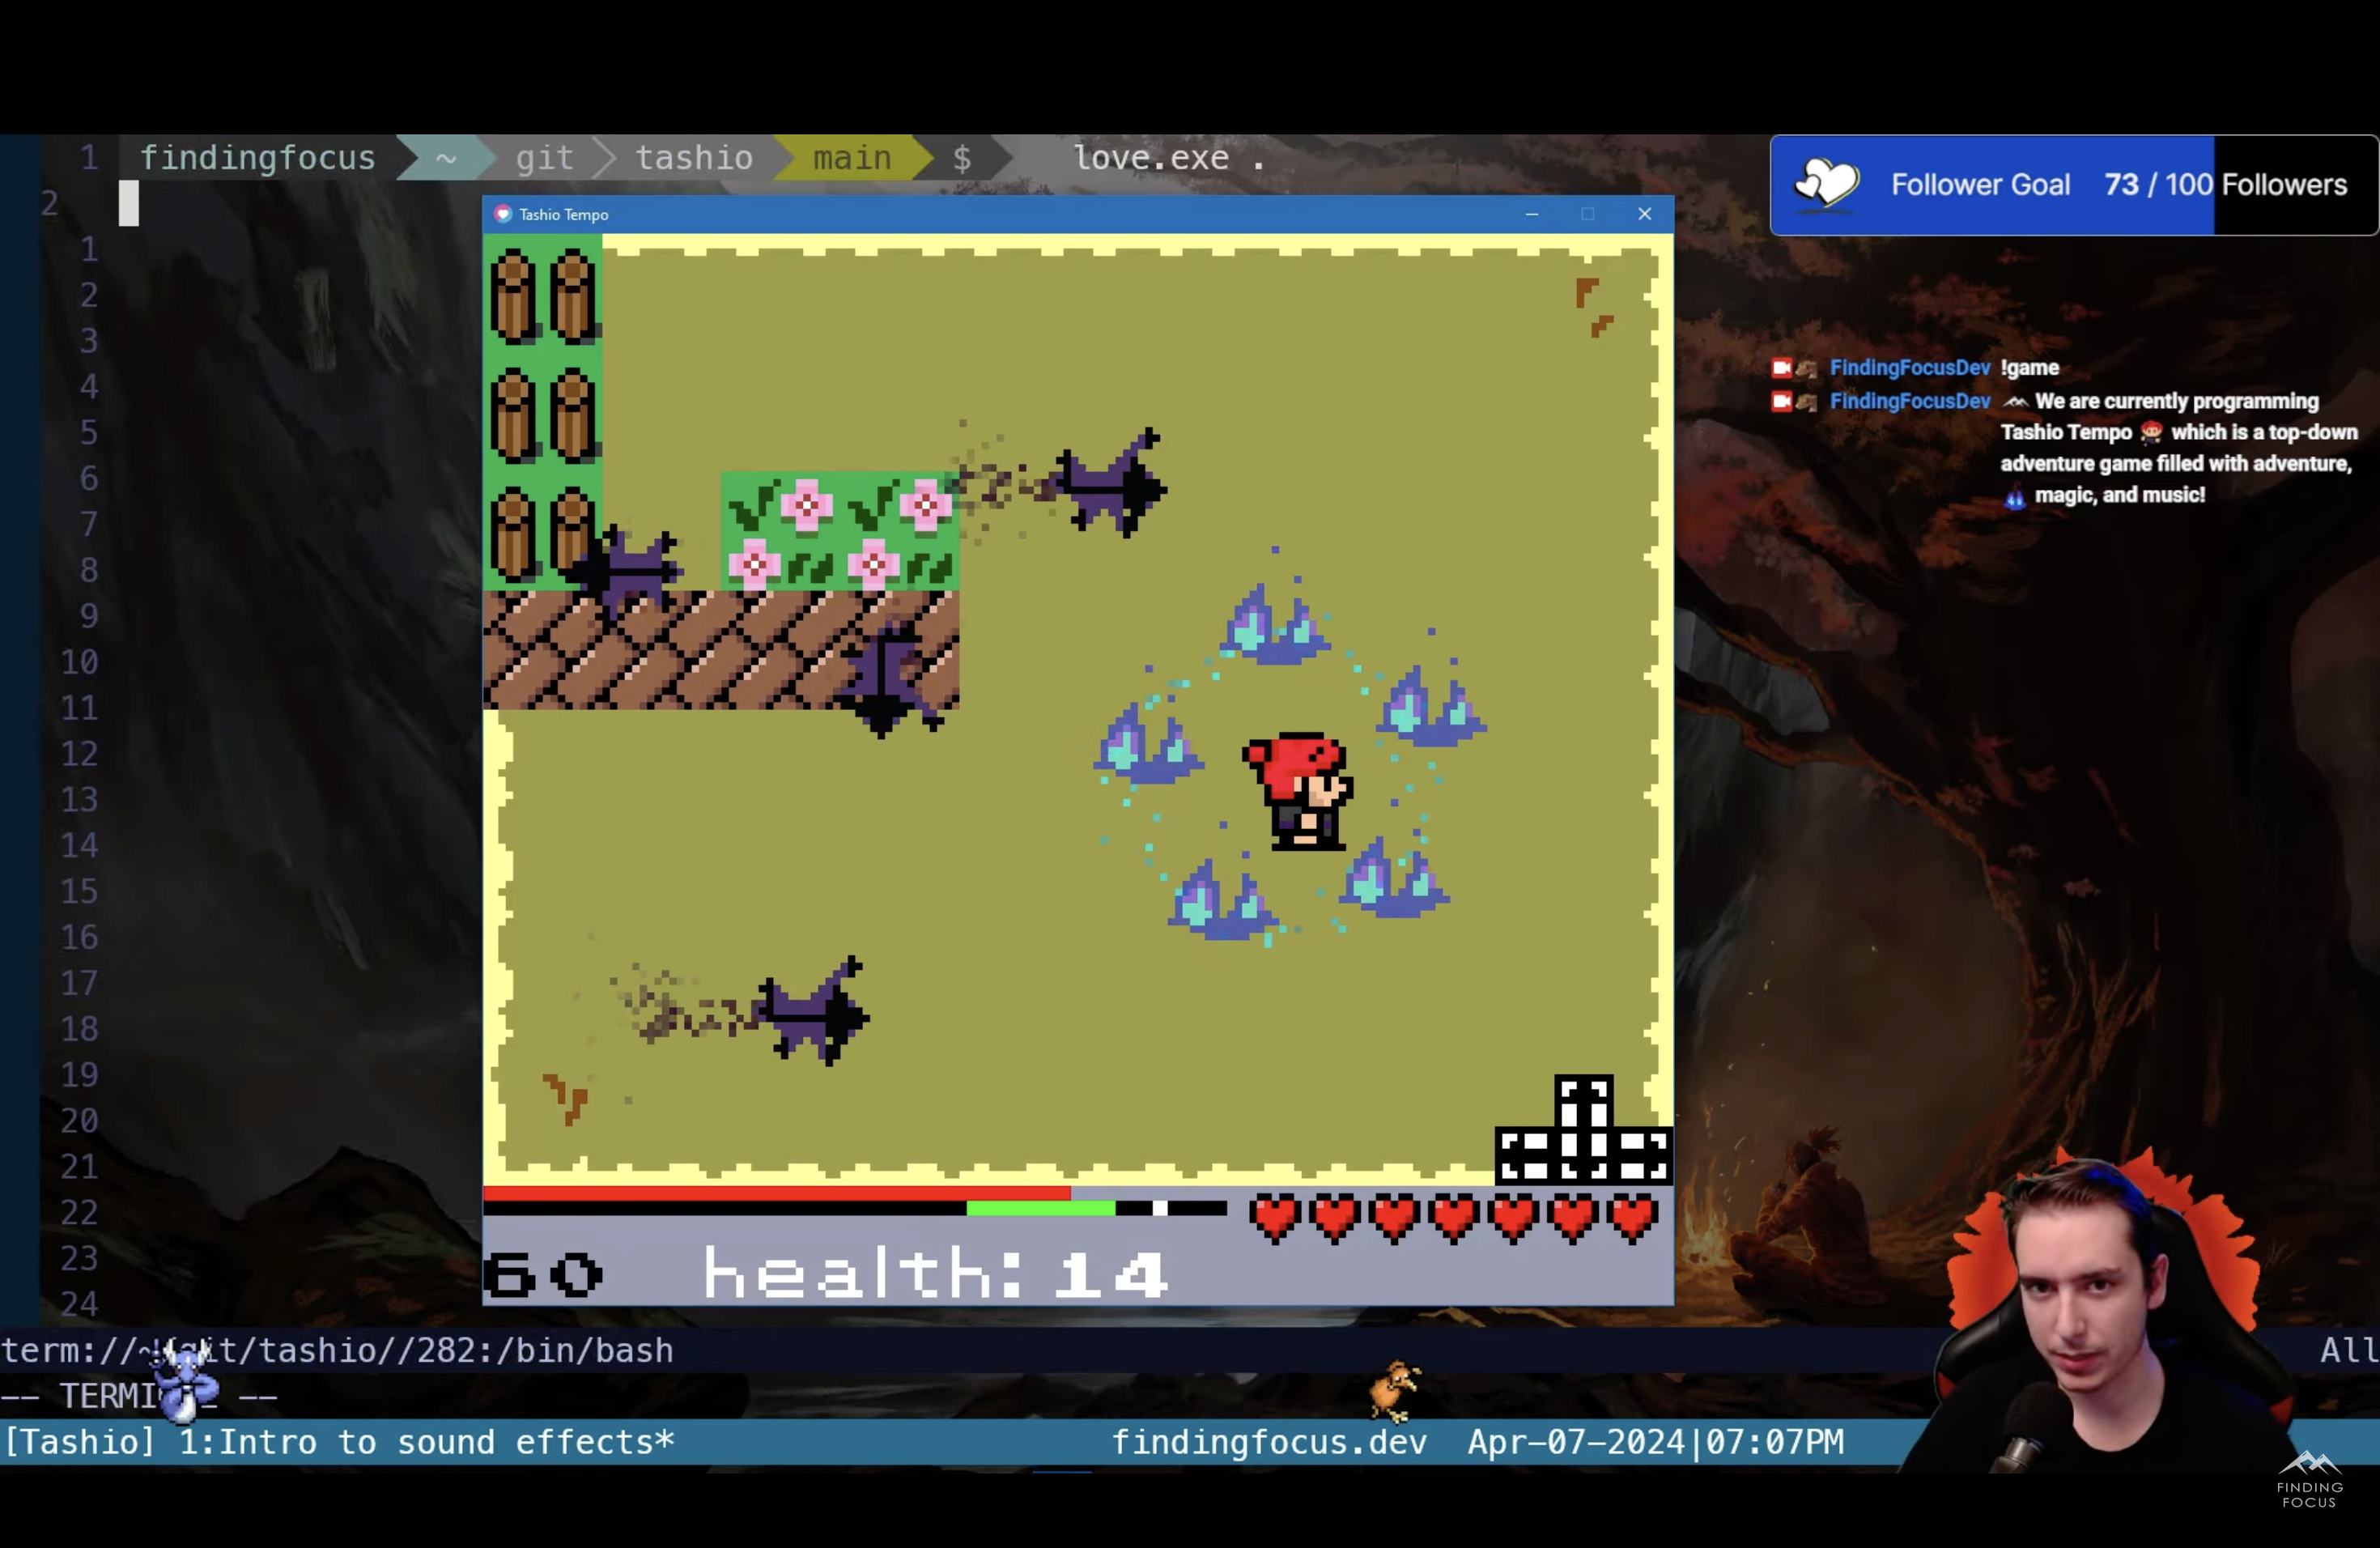 1 findingfocus ~ git tashio main $ love.exe .
2
Tashio Tempo
Follower Goal 73 / 100 Followers
1
2
3
4
5
6
7
8
9
10
11
12
13
14
15
16
17
18
19
20
21
22
23
24
FindingFocusDev !game
FindingFocusDev We are currently programming
Tashio Tempo which is a top-down
adventure game filled with adventure,
magic, and music!
60 health: 14
term://~/git/tashio//282:/bin/bash All
-- TERMINAL --
[Tashio] 1:Intro to sound effects* findingfocus.dev Apr-07-2024|07:07PM
FINDING
FOCUS